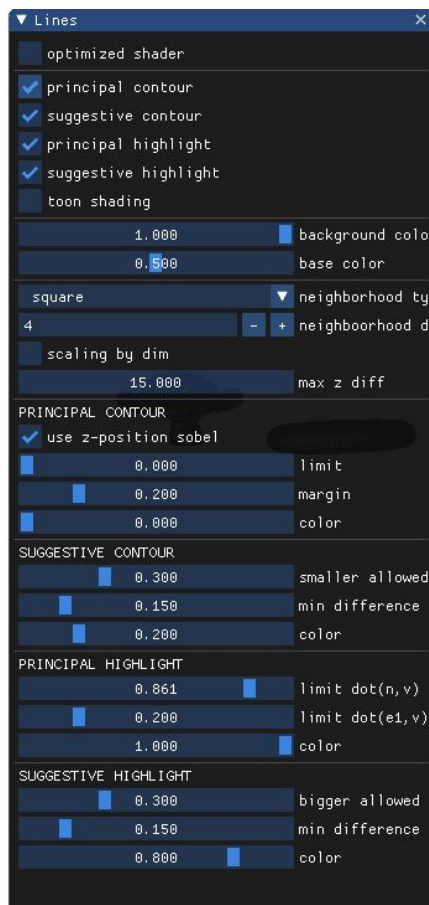 Lines
optimized shader
principal contour
suggestive contour
principal highlight
suggestive highlight
toon shading
1.000 background colo
0.500 base color
square neighborhood ty
4 - + neighboorhood d
scaling by dim
15.000 max z diff
PRINCIPAL CONTOUR
use z-position sobel
0.000 limit
0.200 margin
0.000 color
SUGGESTIVE CONTOUR
0.300 smaller allowed
0.150 min difference
0.200 color
PRINCIPAL HIGHLIGHT
0.861 limit dot(n,v)
0.200 limit dot(e1,v)
1.000 color
SUGGESTIVE HIGHLIGHT
0.300 bigger allowed
0.150 min difference
0.800 color